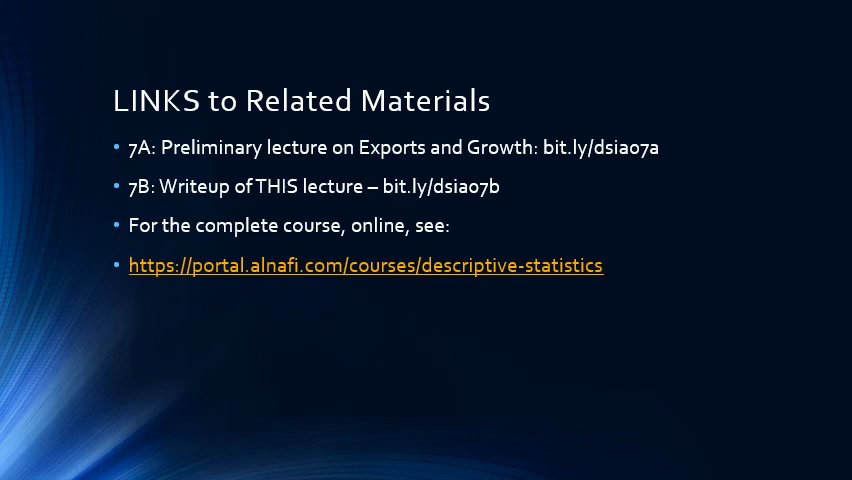 LINKS to Related Materials
• 7A: Preliminary lecture on Exports and Growth: bit.ly/dsia07a
• 7B: Writeup of THIS lecture – bit.ly/dsia07b
• For the complete course, online, see:
• https://portal.alnafi.com/courses/descriptive-statistics